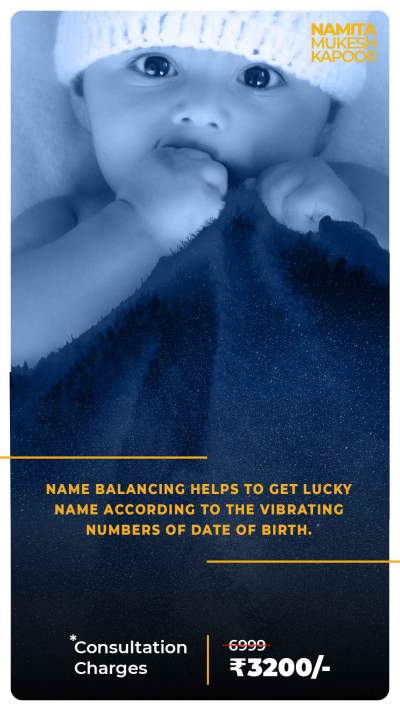 NAMITA
MUKESH
KAPOOR
NAME BALANCING HELPS TO GET LUCKY
NAME ACCORDING TO THE VIBRATING
NUMBERS OF DATE OF BIRTH.
*Consultation
Charges
6999
₹3200/-